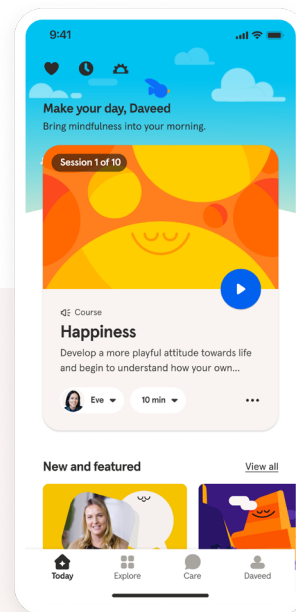 9:41
Make your day, Daveed
Bring mindfulness into your morning.
Session 1 of 10
Course
Happiness
Develop a more playful attitude towards life
and begin to understand how your own...
Eve
10 min
New and featured
View all
Today
Explore
Care
Daveed